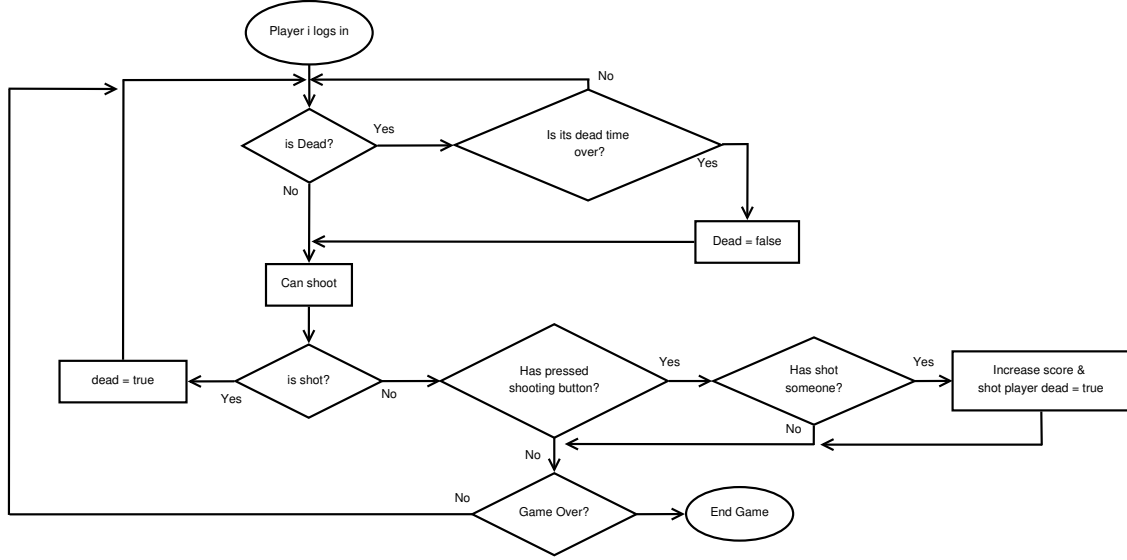 Player i logs in
No
is Dead?
Yes
Is its dead time
over?
Yes
No
Dead = false
Can shoot
dead = true
Yes
is shot?
No
Has pressed
shooting button?
Yes
Has shot
someone?
Yes
Increase score &
shot player dead = true
No
No
No
Game Over?
End Game